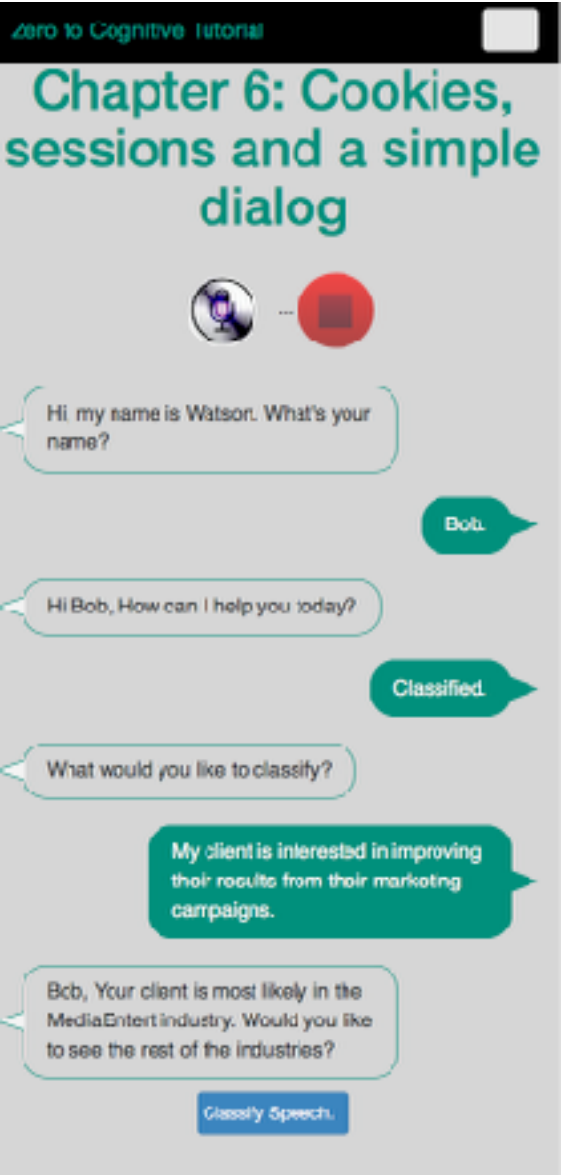 Zero to Cognitive Tutorial
Chapter 6: Cookies,
sessions and a simple
dialog
...
Hi, my name is Watson. What's your
name?
Bob.
Hi Bob, How can I help you today?
Classified.
What would you like to classify?
My client is interested in improving
their results from their marketing
campaigns.
Bob, Your client is most likely in the
MediaEntert industry. Would you like
to see the rest of the industries?
Classify Speech.